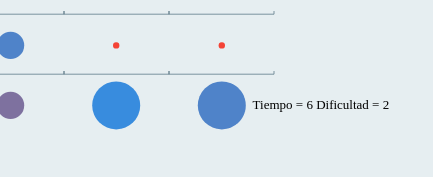 Tiempo = 6 Dificultad = 2